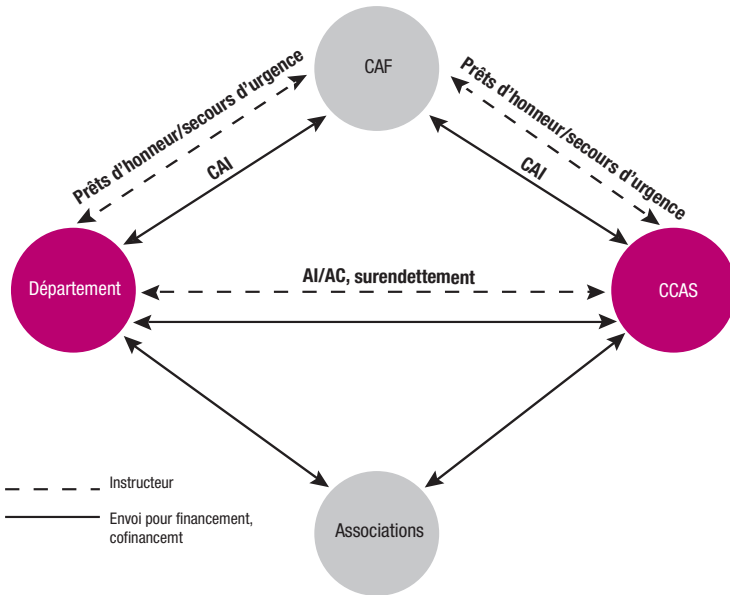 CAF
Prêts d'honneur/secours d'urgence
Prêts d'honneur/secours d'urgence
CAI
CAI
Département
AI/AC, surendettement
CCAS
Instructeur
Envoi pour financement,
cofinancemt
Associations